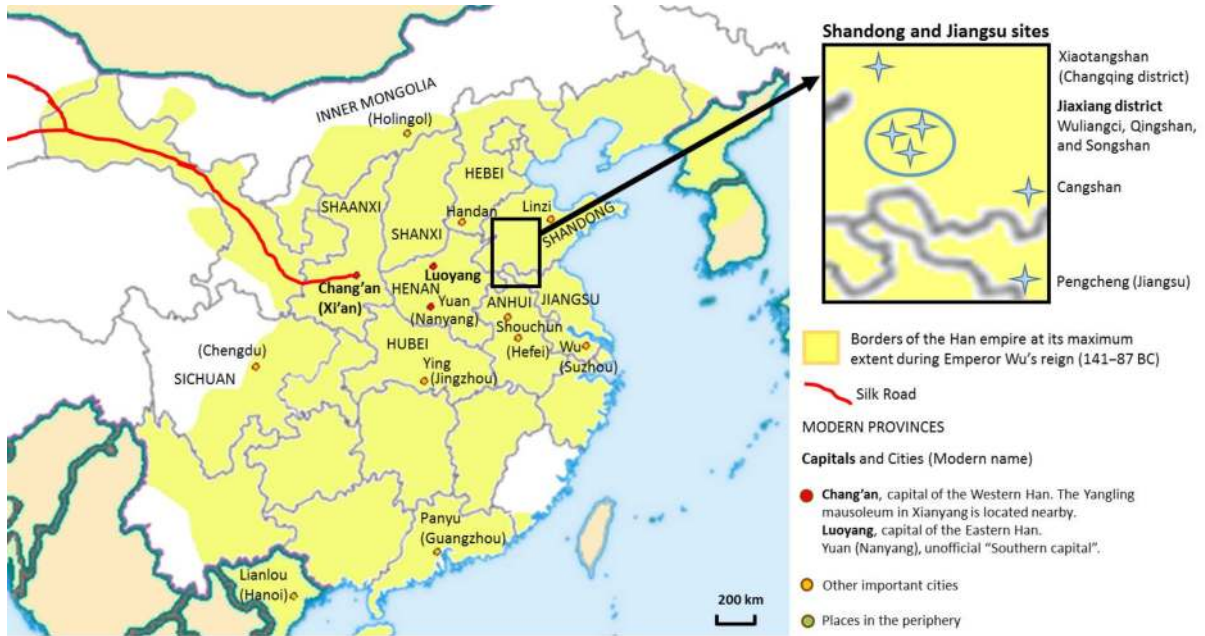 INNER MONGOLIA
(Holingol)
HEBEI
SHAANXI
Handan
Linzi
SHANXI
SHANDONG
Luoyang
Chang’an
(Xi’an)
HENAN
Yuan
(Nanyang)
ANHUI
JIANGSU
Shouchun
(Hefei)
Wu
(Suzhou)
(Chengdu)
HUBEI
SICHUAN
Ying
(Jingzhou)
Panyu
(Guangzhou)
Lianlou
(Hanoi)
200 km
Shandong and Jiangsu sites
Xiaotangshan
(Changqing district)
Jiaxiang district
Wuliangci, Qingshan,
and Songshan
Cangshan
Pengcheng (Jiangsu)
Borders of the Han empire at its maximum
extent during Emperor Wu’s reign (141–87 BC)
Silk Road
MODERN PROVINCES
Capitals and Cities (Modern name)
Chang’an, capital of the Western Han. The Yangling
mausoleum in Xianyang is located nearby.
Luoyang, capital of the Eastern Han.
Yuan (Nanyang), unofficial “Southern capital”.
Other important cities
Places in the periphery